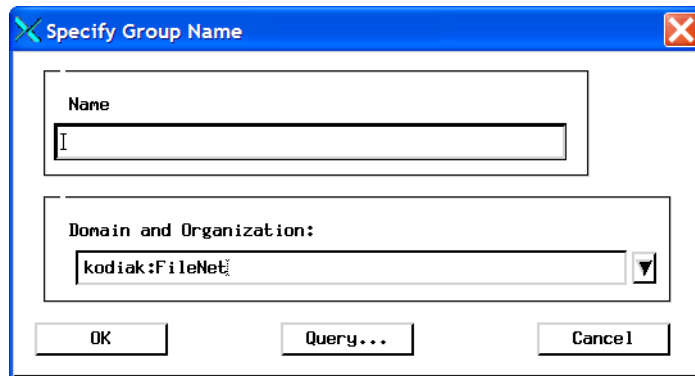 Specify Group Name
Name
Domain and Organization:
kodiak:FileNet
OK Query... Cancel